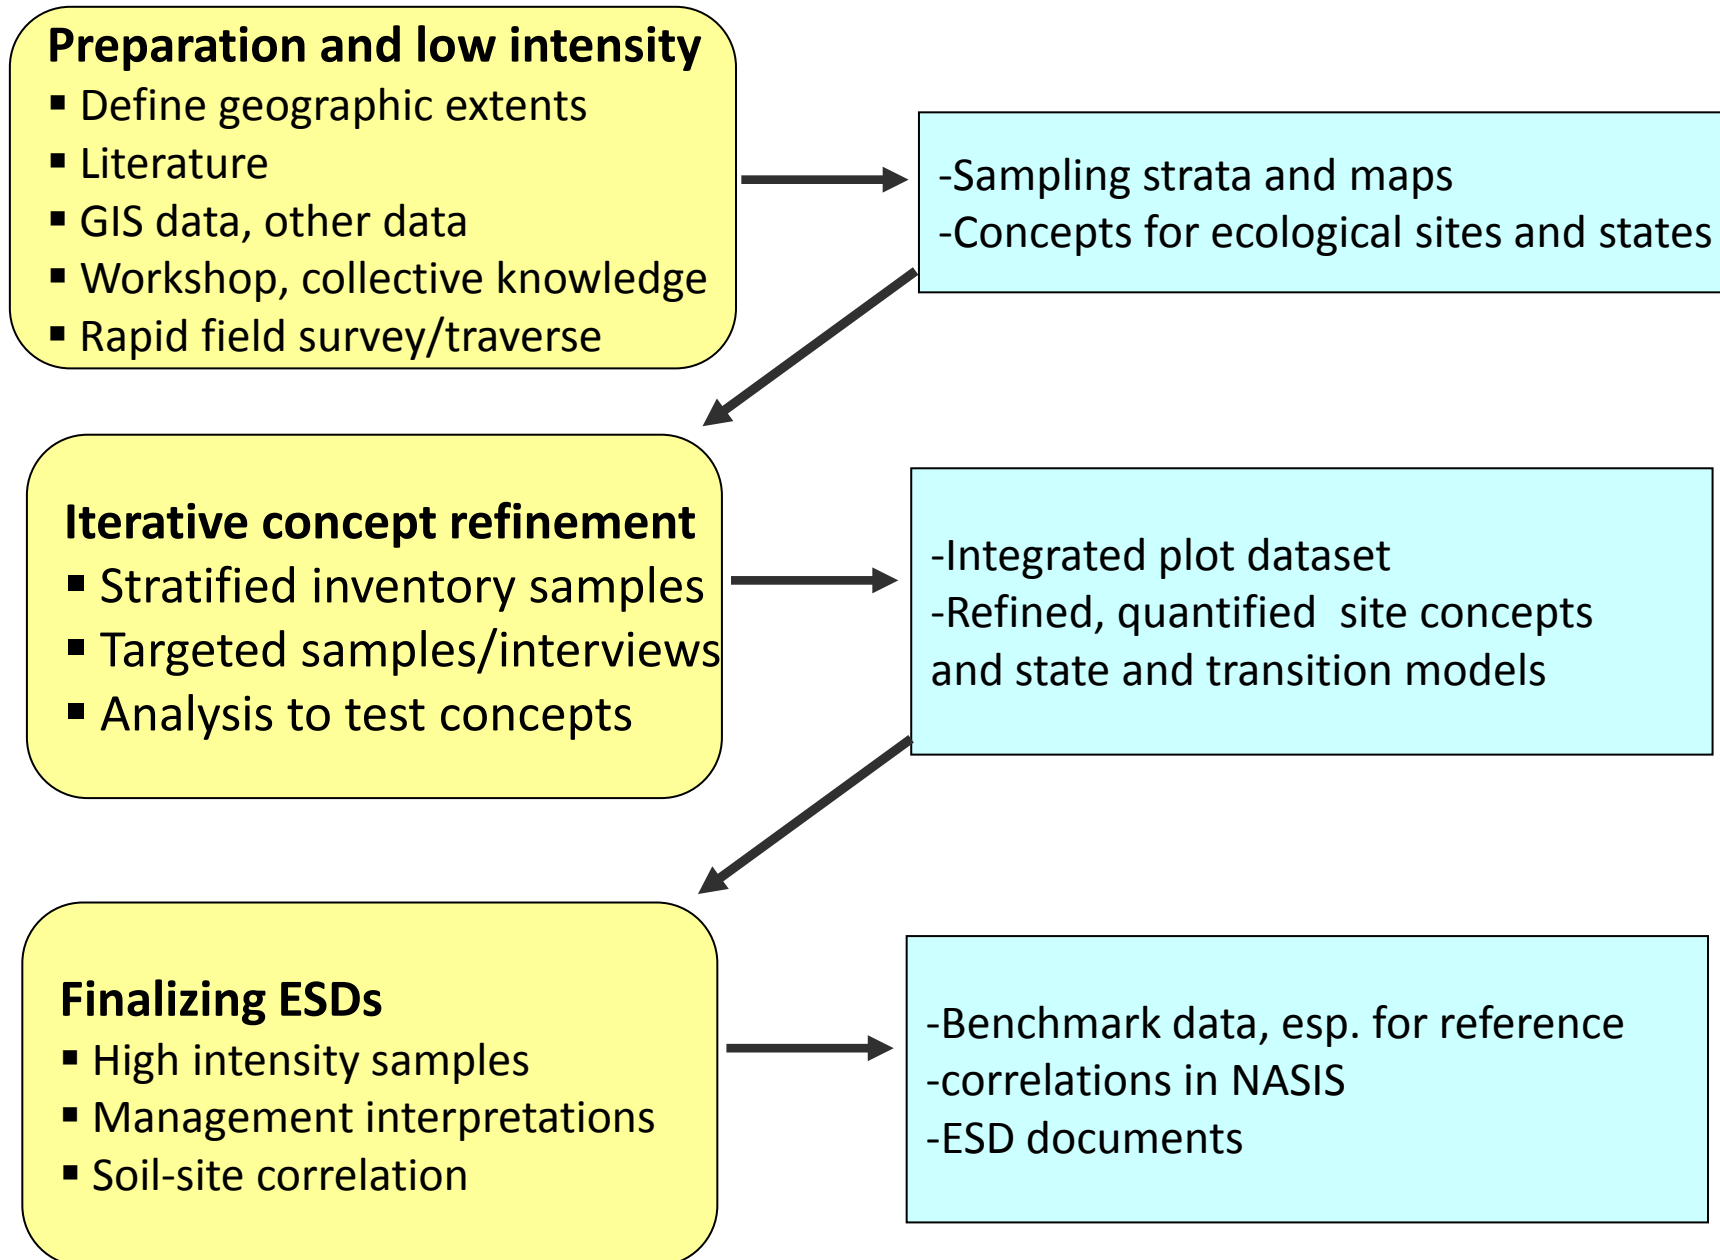 Preparation and low intensity
▪ Define geographic extents
▪ Literature
▪ GIS data, other data
▪ Workshop, collective knowledge
▪ Rapid field survey/traverse
-Sampling strata and maps
-Concepts for ecological sites and states
Iterative concept refinement
▪ Stratified inventory samples
▪ Targeted samples/interviews
▪ Analysis to test concepts
-Integrated plot dataset
-Refined, quantified  site concepts
and state and transition models
Finalizing ESDs
▪ High intensity samples
▪ Management interpretations
▪ Soil-site correlation
-Benchmark data, esp. for reference
-correlations in NASIS
-ESD documents